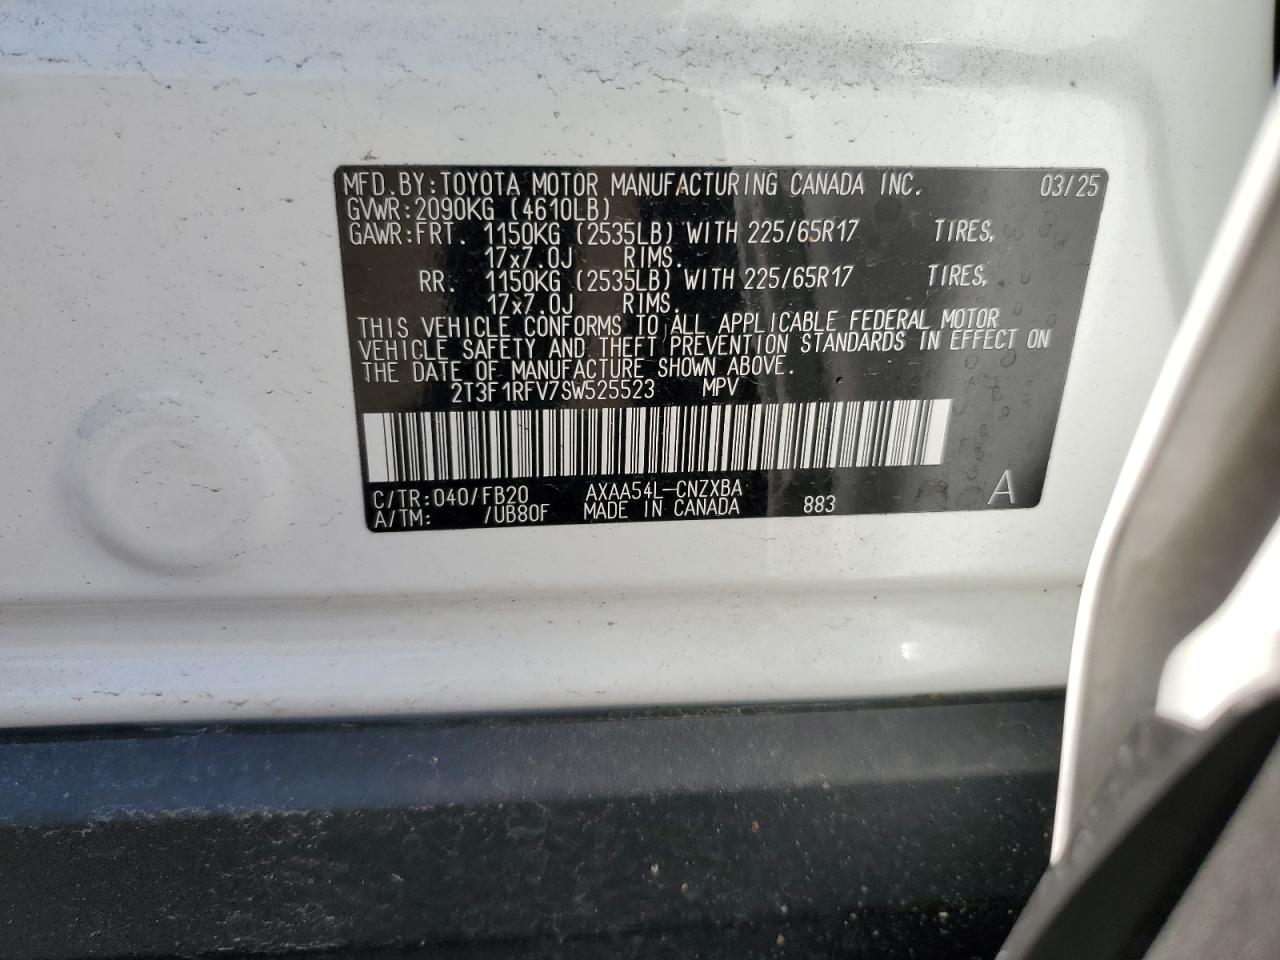 MFD.BY:TOYOTA MOTOR MANUFACTURING CANADA INC. 03/25
GVWR:2090KG (4610LB)
GAWR:FRT. 1150KG (2535LB) WITH 225/65R17 TIRES,
17x7.0J RIMS.
RR. 1150KG (2535LB) WITH 225/65R17 TIRES,
17x7.0J RIMS.
THIS VEHICLE CONFORMS TO ALL APPLICABLE FEDERAL MOTOR
VEHICLE SAFETY AND THEFT PREVENTION STANDARDS IN EFFECT ON
THE DATE OF MANUFACTURE SHOWN ABOVE.
2T3F1RFV7SW525523 MPV
C/TR:040/FB20 AXAA54L-CNZXBA A
A/TM: /UB80F MADE IN CANADA 883